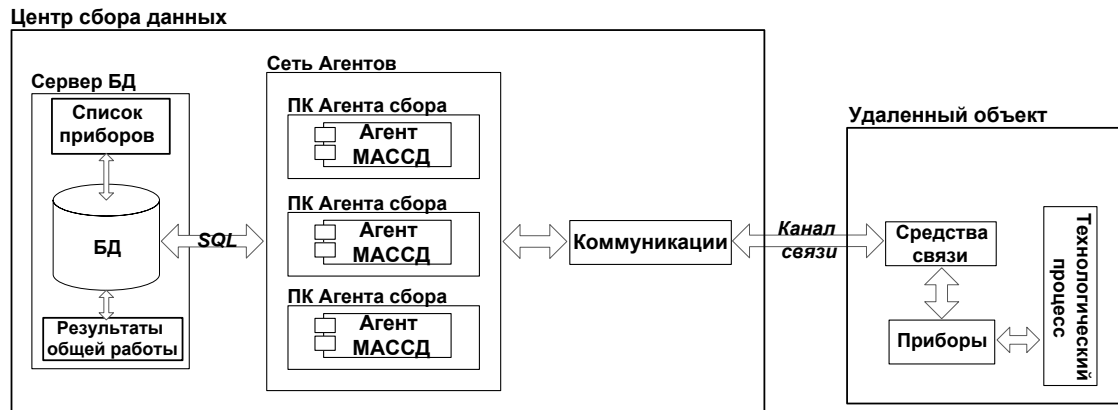 Центр сбора данных
Сервер БД
Список
приборов
БД
Результаты
общей работы
SQL
Сеть Агентов
ПК Агента сбора
Агент
МАССД
ПК Агента сбора
Агент
МАССД
ПК Агента сбора
Агент
МАССД
Коммуникации
Канал
связи
Удаленный объект
Средства
связи
Приборы
Технологический
процесс